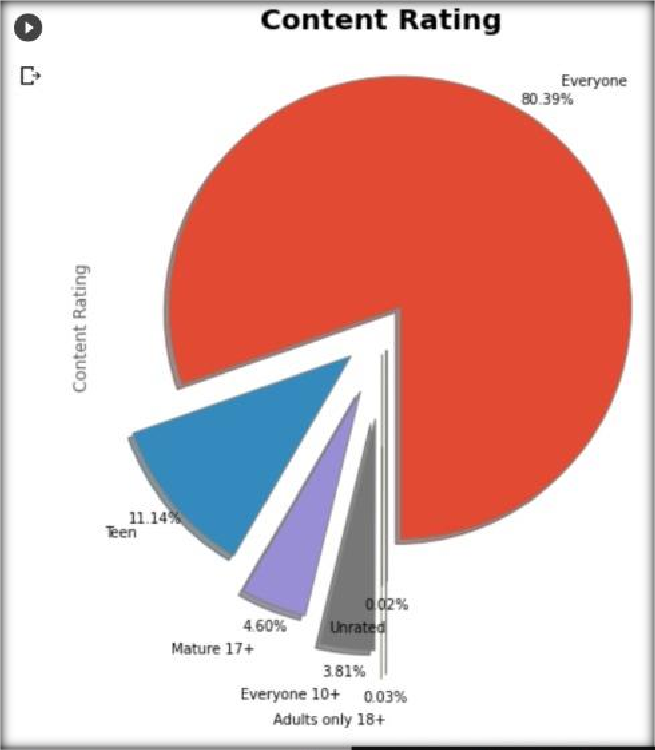 Content Rating
Everyone
80.39%
Content Rating
11.14%
Teen
0.02%
4.60%
Unrated
Mature 17+
3.81%
Everyone 10+
0.03%
Adults only 18+